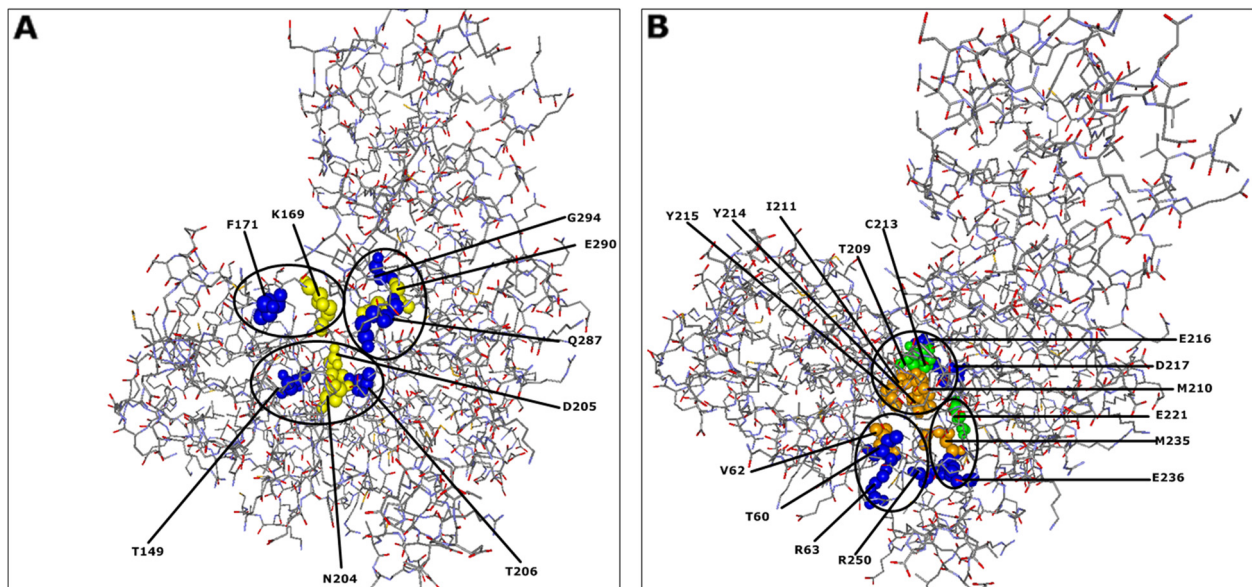 A
F171
K169
G294
E290
Q287
D205
T149
N204
T206
B
Y215
Y214
I211
T209
C213
E216
D217
M210
E221
M235
E236
V62
T60
R63
R250